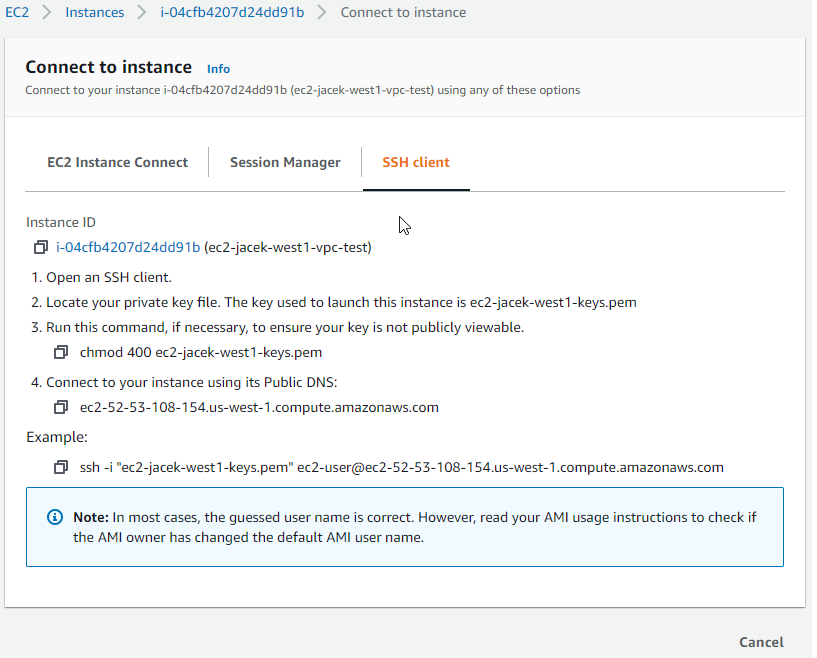 EC2 > Instances > i-04cfb4207d24dd91b > Connect to instance
Connect to instance Info
Connect to your instance i-04cfb4207d24dd91b (ec2-jacek-west1-vpc-test) using any of these options
EC2 Instance Connect Session Manager SSH client
Instance ID
i-04cfb4207d24dd91b (ec2-jacek-west1-vpc-test)
1. Open an SSH client.
2. Locate your private key file. The key used to launch this instance is ec2-jacek-west1-keys.pem
3. Run this command, if necessary, to ensure your key is not publicly viewable.
chmod 400 ec2-jacek-west1-keys.pem
4. Connect to your instance using its Public DNS:
ec2-52-53-108-154.us-west-1.compute.amazonaws.com
Example:
ssh -i "ec2-jacek-west1-keys.pem" ec2-user@ec2-52-53-108-154.us-west-1.compute.amazonaws.com
Note: In most cases, the guessed user name is correct. However, read your AMI usage instructions to check if
the AMI owner has changed the default AMI user name.
Cancel